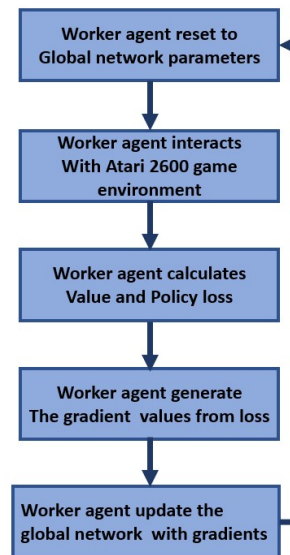 Worker agent reset to
Global network parameters
Worker agent interacts
With Atari 2600 game
environment
Worker agent calculates
Value and Policy loss
Worker agent generate
The gradient values from loss
Worker agent update the
global network with gradients